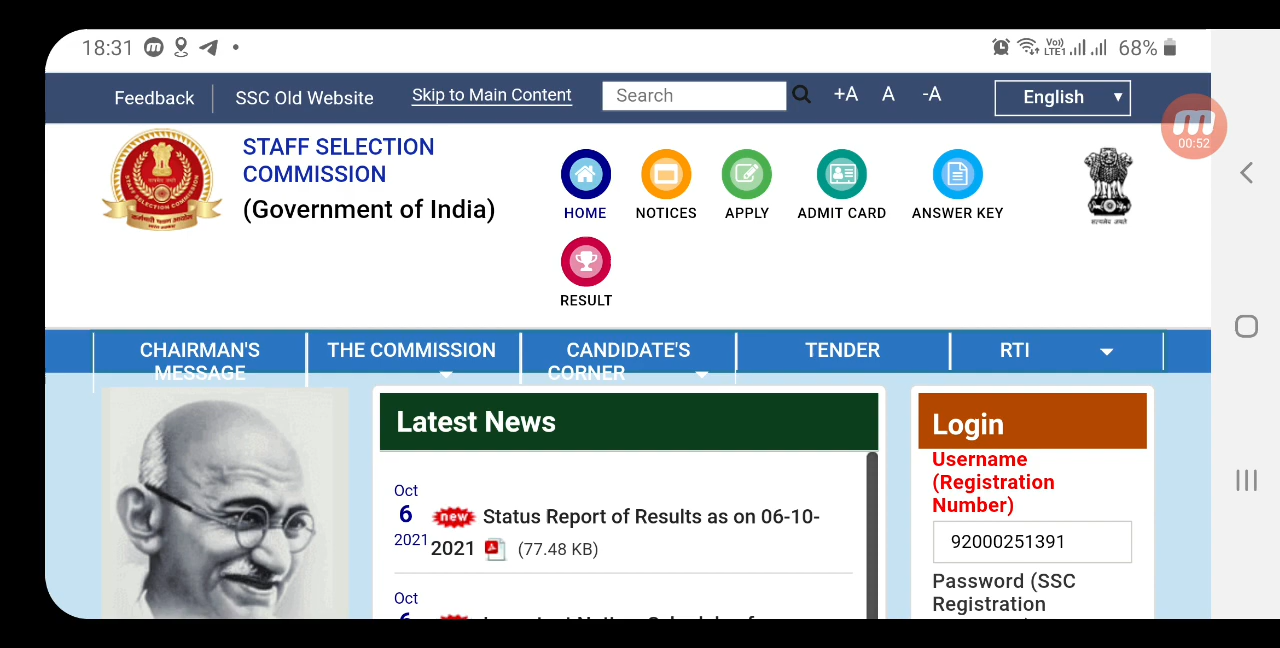 18:31
Vo)) LTE1 68%
Feedback SSC Old Website Skip to Main Content Search +A A -A English
00:52
STAFF SELECTION
COMMISSION
(Government of India)
HOME NOTICES APPLY ADMIT CARD ANSWER KEY
RESULT
CHAIRMAN'S
MESSAGE
THE COMMISSION
CANDIDATE'S
CORNER
TENDER
RTI
Latest News
Oct
6
2021
new Status Report of Results as on 06-10-
2021 (77.48 KB)
Oct
6
Login
Username
(Registration
Number)
92000251391
Password (SSC
Registration